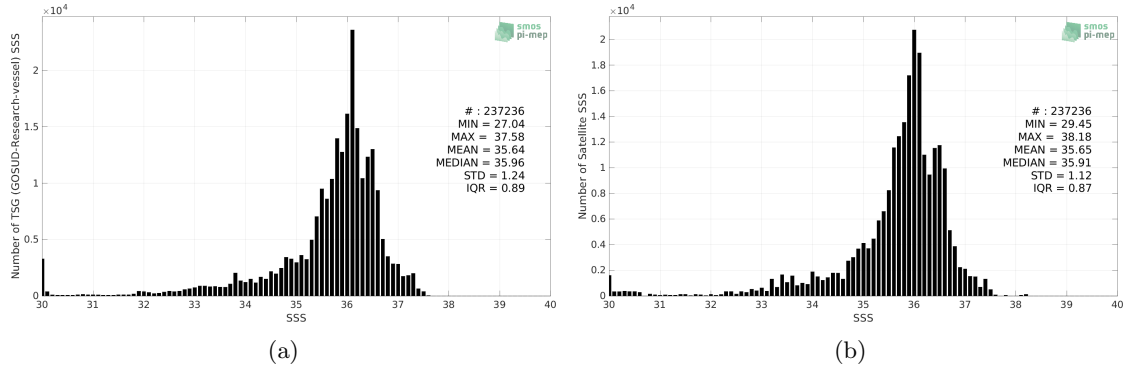 ×10⁴
smos
pi-mep
2
1.5
1
0.5
0
Number of TSG (GOSUD-Research-vessel) SSS
# : 237236
MIN = 27.04
MAX = 37.58
MEAN = 35.64
MEDIAN = 35.96
STD = 1.24
IQR = 0.89
30 31 32 33 34 35 36 37 38 39 40
SSS
(a)
×10⁴
smos
pi-mep
2
1.8
1.6
1.4
1.2
1
0.8
0.6
0.4
0.2
0
Number of Satellite SSS
# : 237236
MIN = 29.45
MAX = 38.18
MEAN = 35.65
MEDIAN = 35.91
STD = 1.12
IQR = 0.87
30 31 32 33 34 35 36 37 38 39 40
SSS
(b)